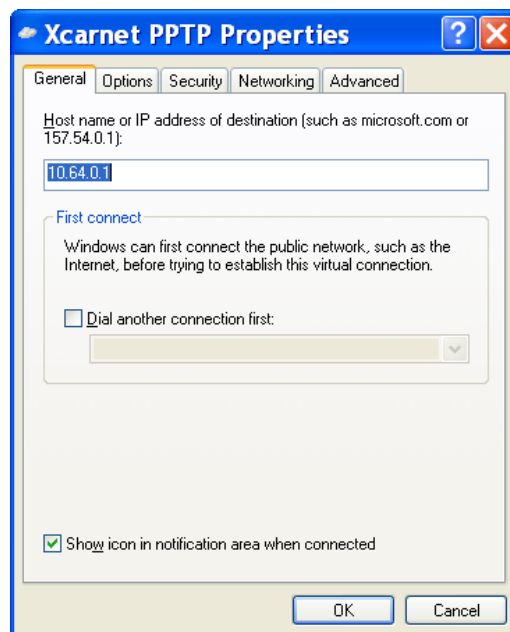 Xcarnet PPTP Properties
General Options Security Networking Advanced
Host name or IP address of destination (such as microsoft.com or
157.54.0.1):
10.64.0.1
First connect
Windows can first connect the public network, such as the
Internet, before trying to establish this virtual connection.
Dial another connection first:
Show icon in notification area when connected
OK Cancel